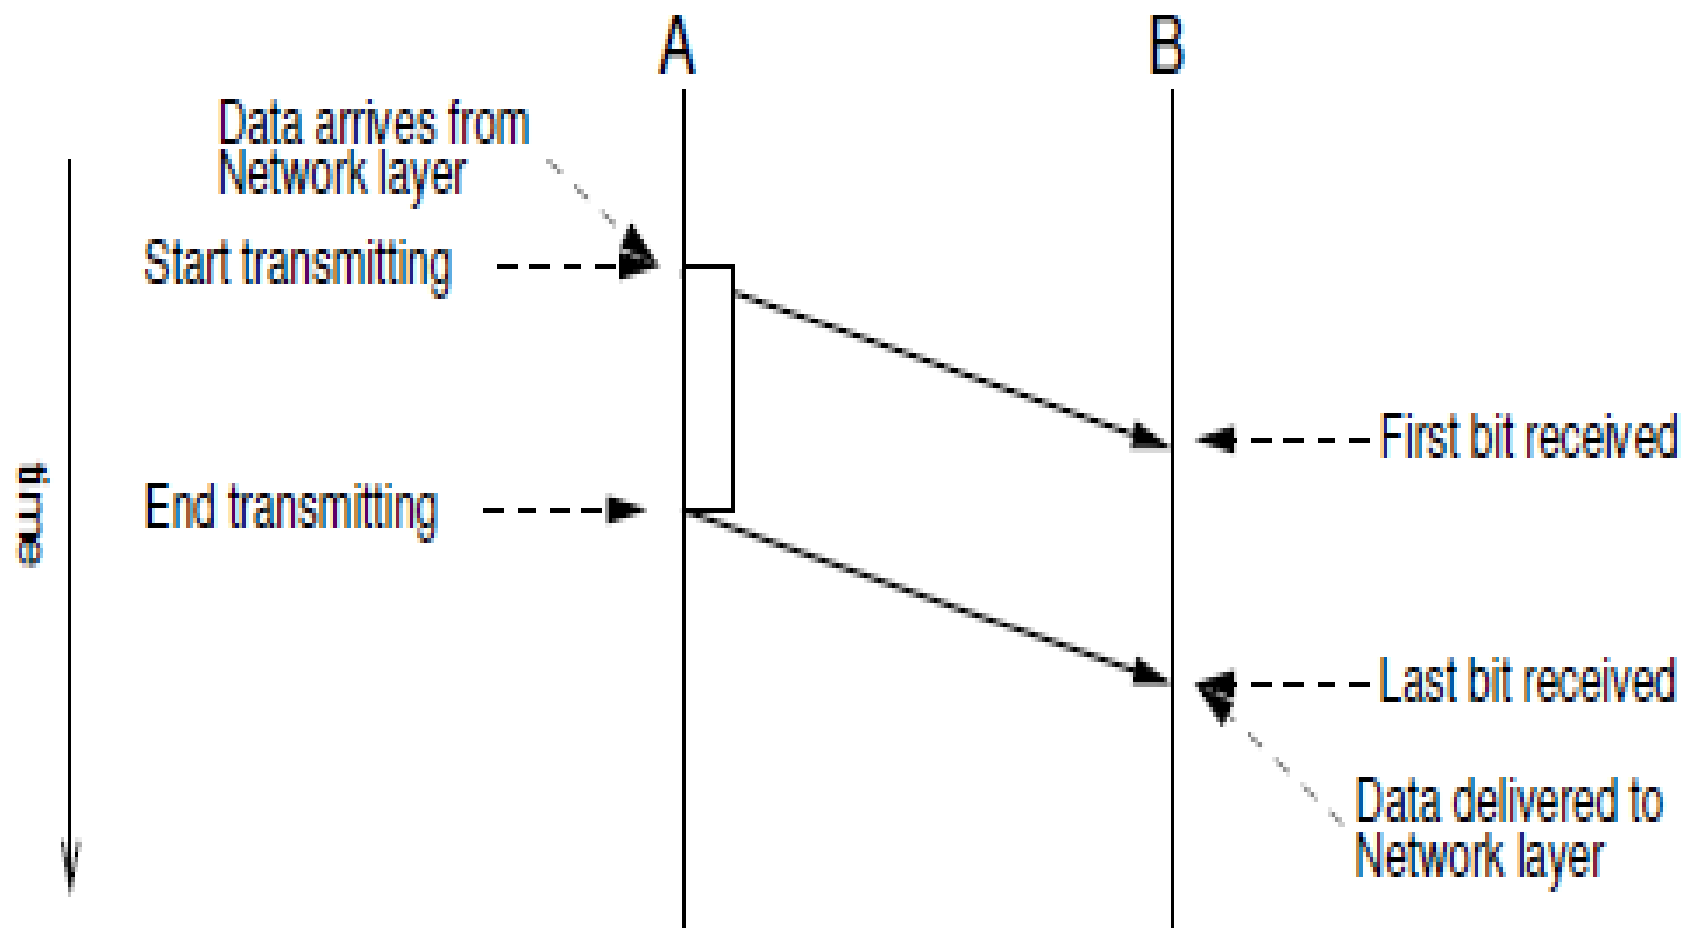 A
B
Data arrives from
Network layer
Start transmitting
First bit received
time
End transmitting
Last bit received
Data delivered to
Network layer